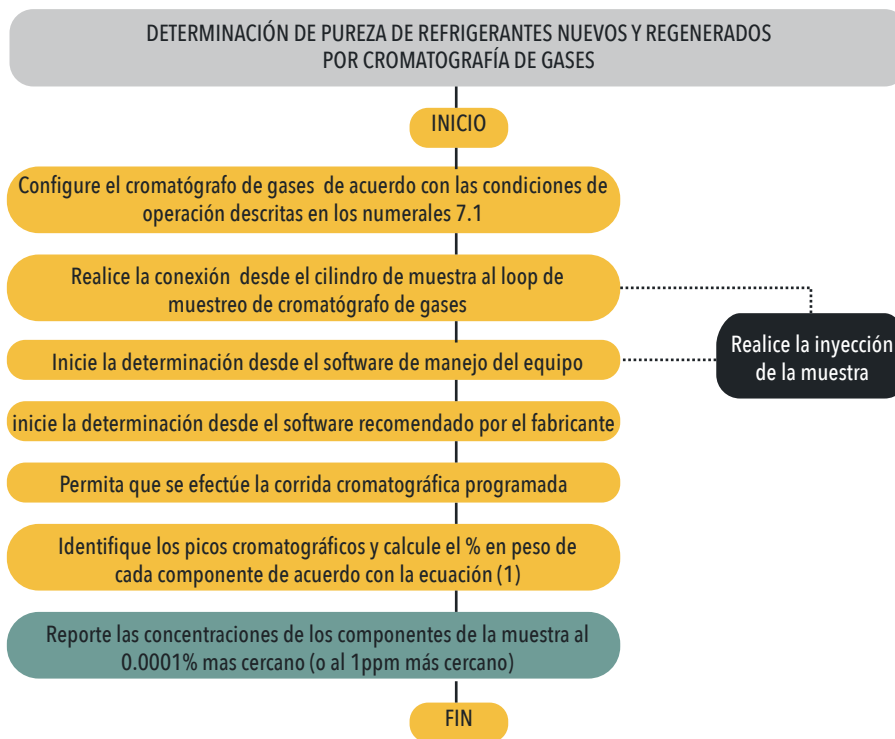 DETERMINACIÓN DE PUREZA DE REFRIGERANTES NUEVOS Y REGENERADOS
POR CROMATOGRAFÍA DE GASES
INICIO
Configure el cromatógrafo de gases de acuerdo con las condiciones de
operación descritas en los numerales 7.1
Realice la conexión desde el cilindro de muestra al loop de
muestreo de cromatógrafo de gases
Realice la inyección
de la muestra
Inicie la determinación desde el software de manejo del equipo
inicie la determinación desde el software recomendado por el fabricante
Permita que se efectúe la corrida cromatográfica programada
Identifique los picos cromatográficos y calcule el % en peso de
cada componente de acuerdo con la ecuación (1)
Reporte las concentraciones de los componentes de la muestra al
0.0001% mas cercano (o al 1ppm más cercano)
FIN